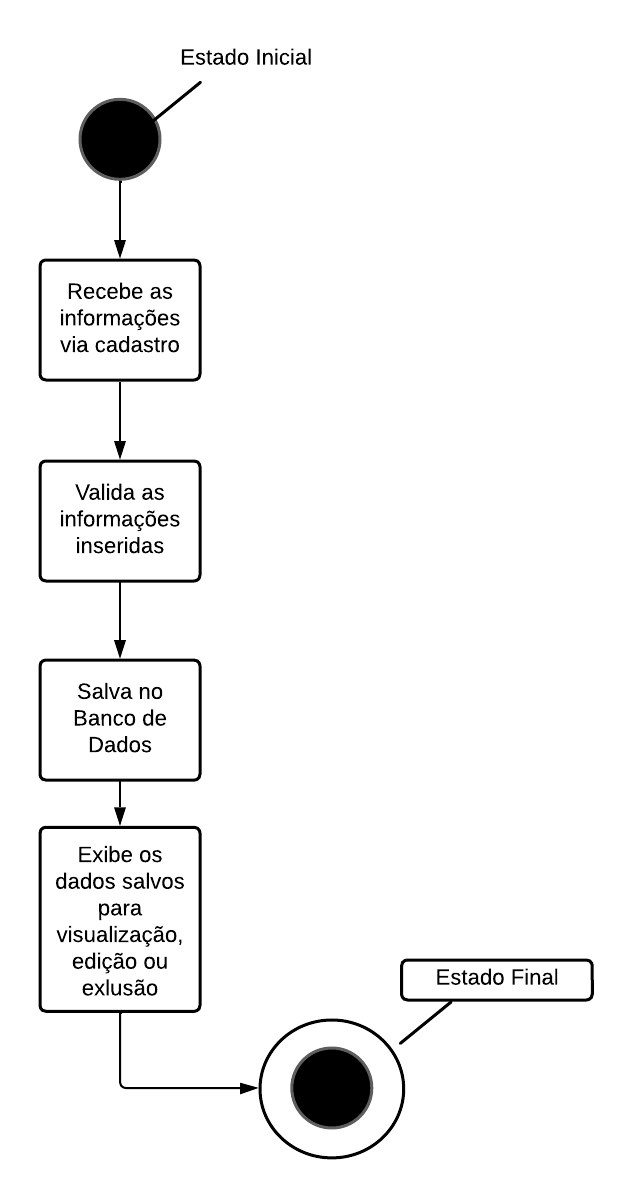 Estado Inicial
Recebe as
informações
via cadastro
Valida as
informações
inseridas
Salva no
Banco de
Dados
Exibe os
dados salvos
para
visualização,
edição ou
exlusão
Estado Final